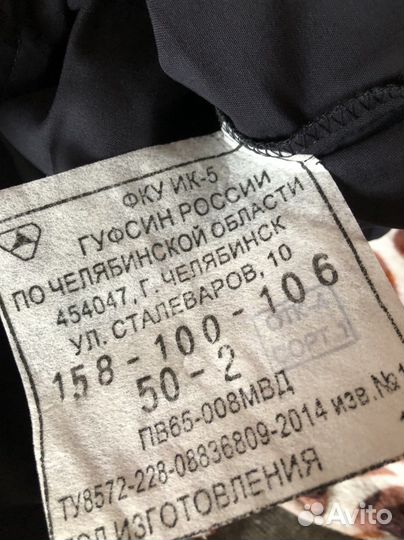 ФКУ ИК-5
ГУФСИН РОССИИ
ПО ЧЕЛЯБИНСКОЙ ОБЛАСТИ
454047, Г. ЧЕЛЯБИНСК
УЛ. СТАЛЕВАРОВ, 10
158-100-106
50-2
ОТК-4
СОРТ 1
ПВ65-008МВД
ТУ8572-228-08836809-2014 изв.№1
ИЗГОТОВЛЕНИЯ
Avito